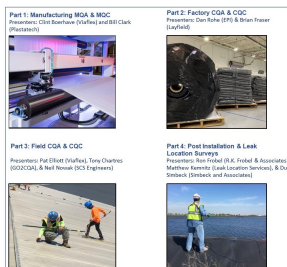 Part 1: Manufacturing MQA & MQC
Presenters: Clint Boerhave (Viaflex) and Bill Clark
(Plastatech)
Part 2: Factory CQA & CQC
Presenters: Dan Rohe (EPI) & Brian Fraser
(Layfield)
Part 3: Field CQA & CQC
Presenters: Pat Elliott (Viaflex), Tony Chartres
(GO2CQA), & Neil Nowak (SCS Engineers)
Part 4: Post Installation & Leak
Location Surveys
Presenters: Ron Frobel (R.K. Frobel & Associates
Matthew Kemnitz (Leak Location Services), & Du
Simbeck (Simbeck and Associates)